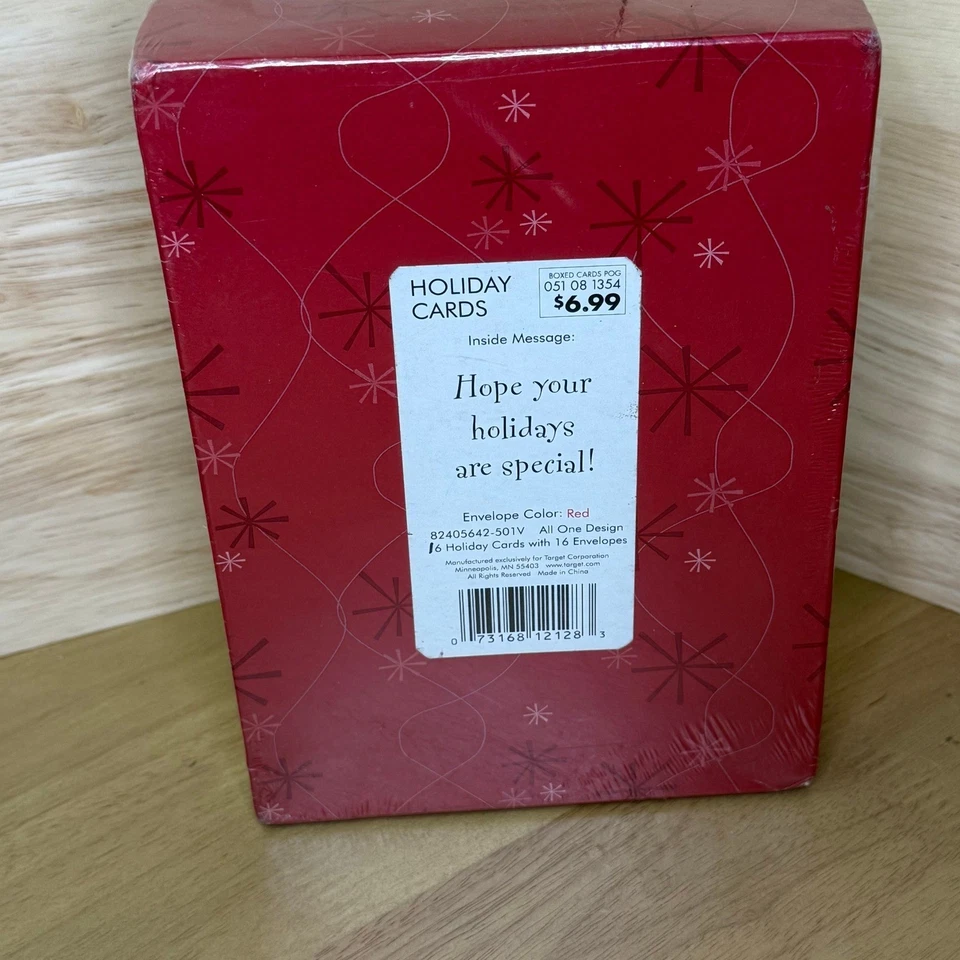 HOLIDAY
CARDS
BOXED CARDS POG
051 08 1354
$6.99
Inside Message:
Hope your
holidays
are special!
Envelope Color: Red
82405642-501V All One Design
16 Holiday Cards with 16 Envelopes
Manufactured exclusively for Target Corporation
Minneapolis, MN 55403 www.target.com
All Rights Reserved Made in China
0 73168 12128 3